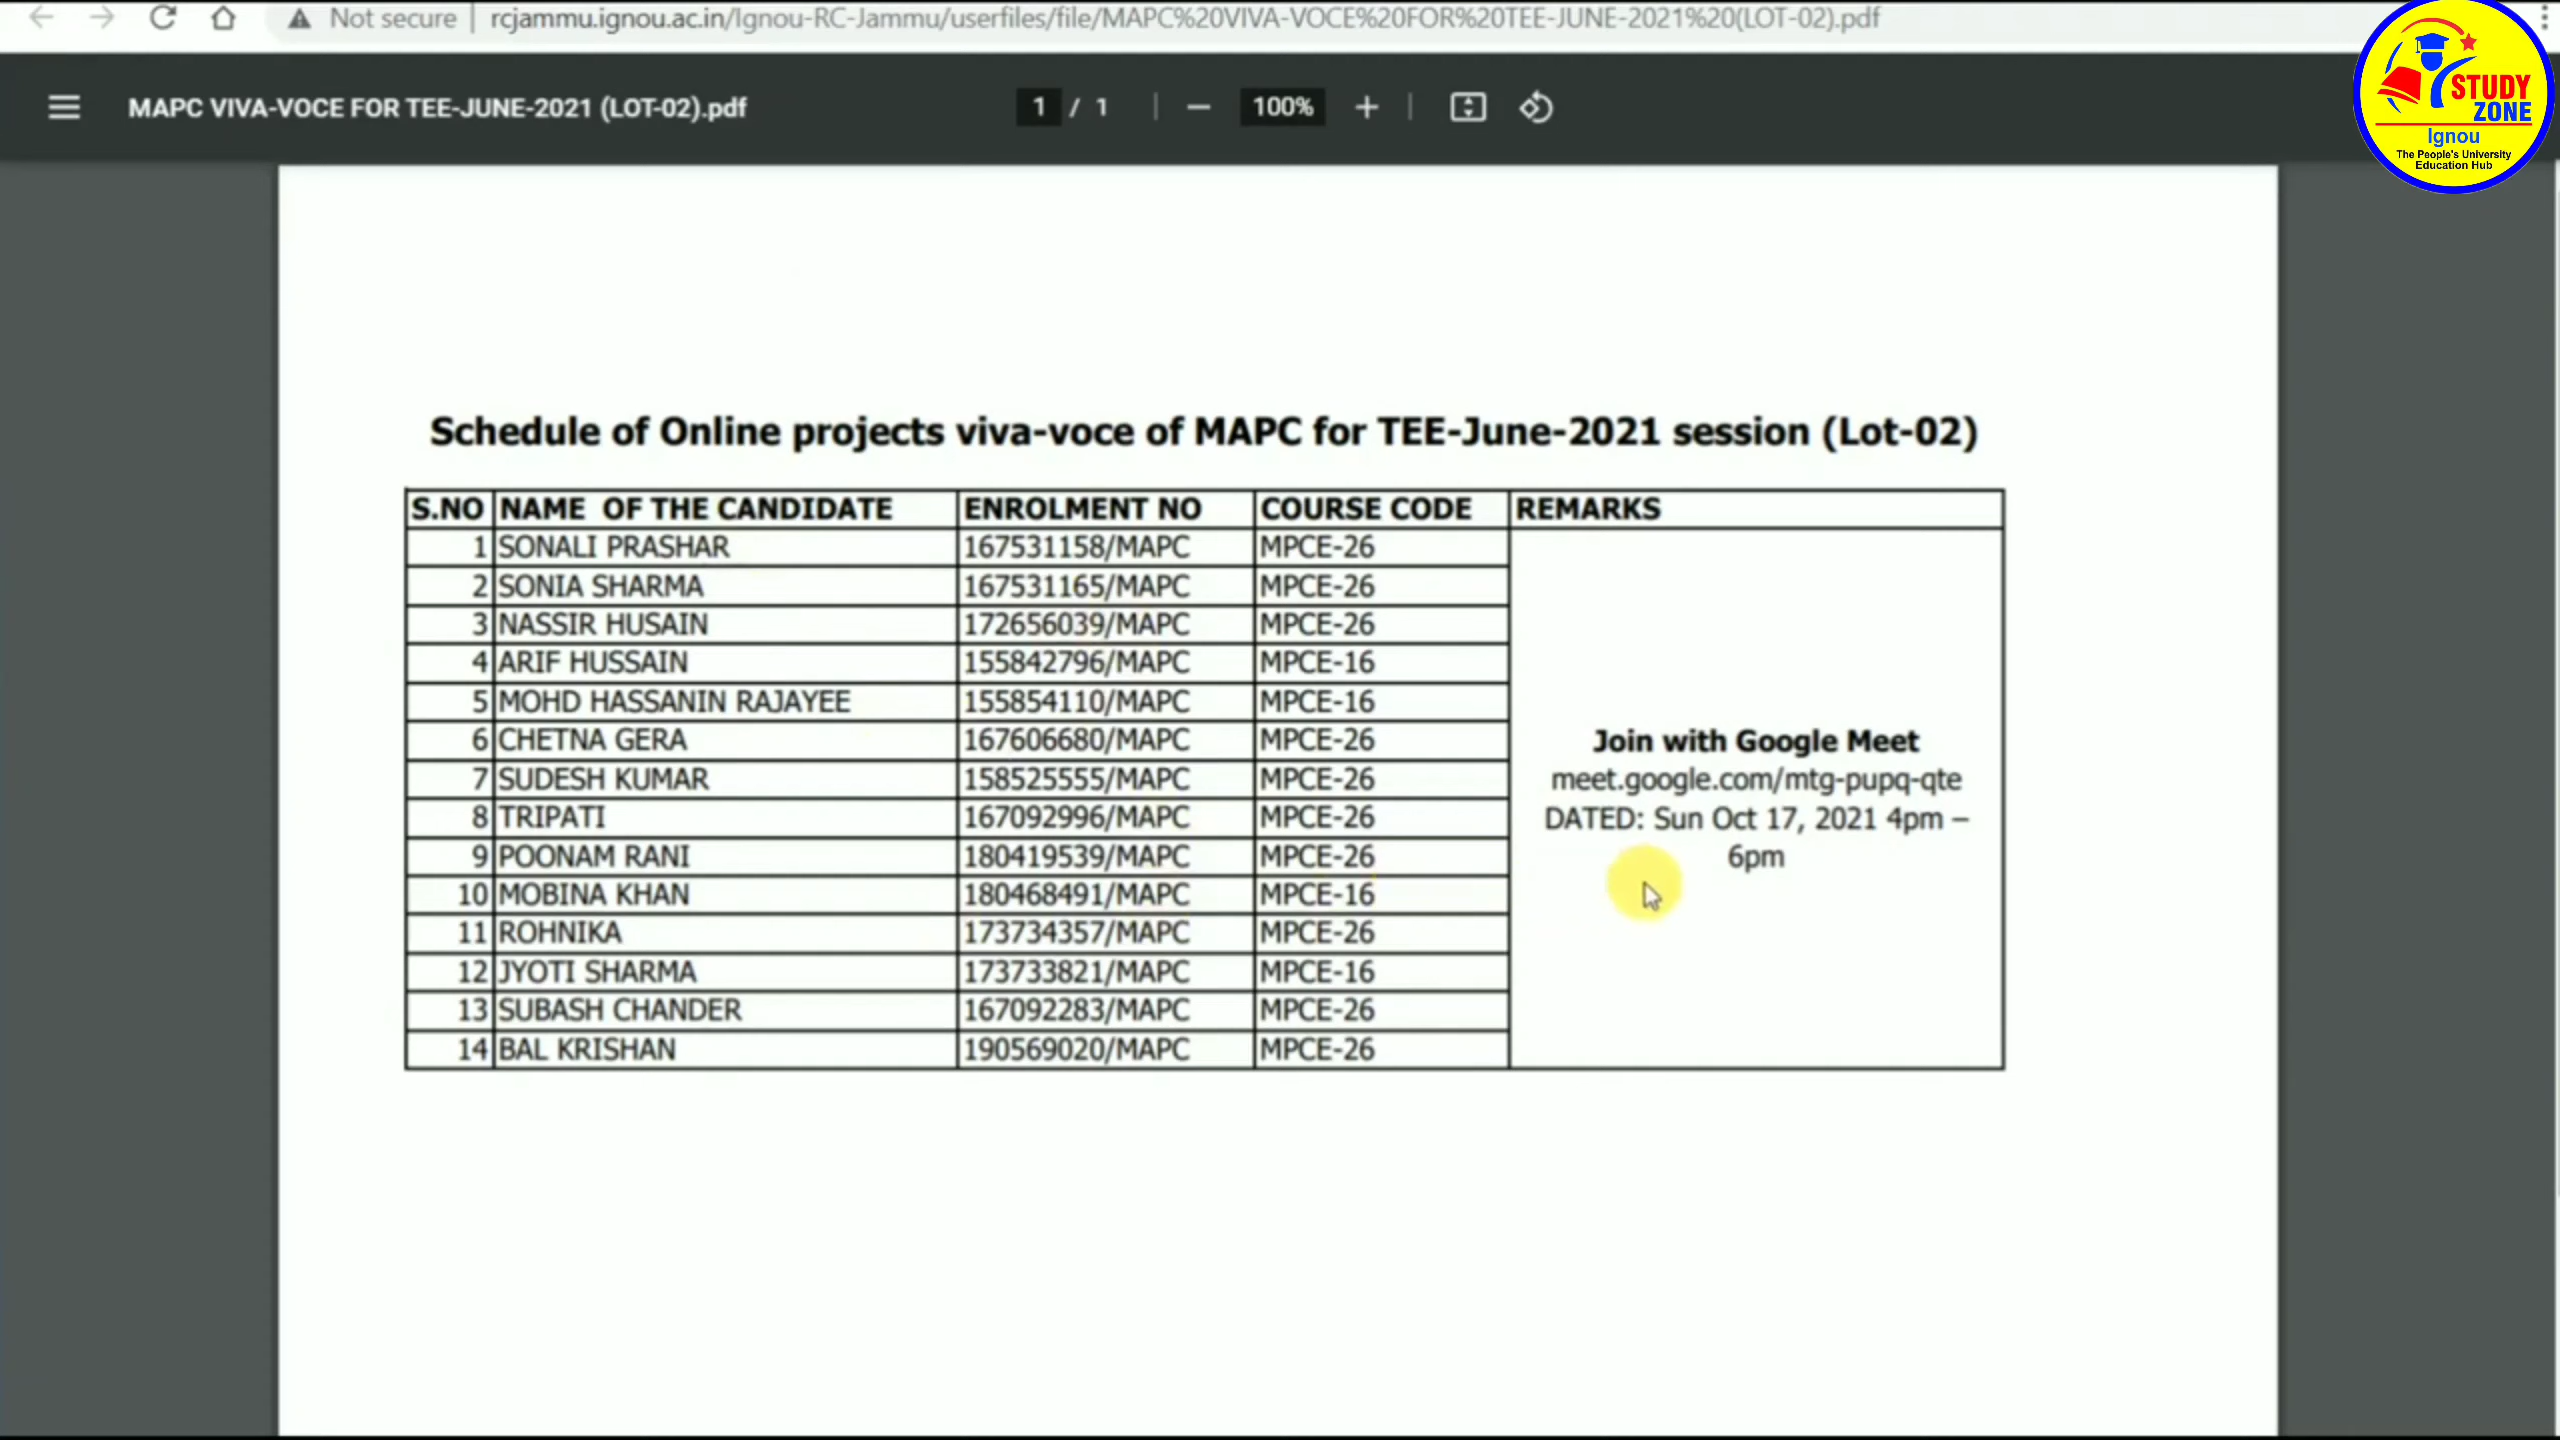 Not secure | rcjammu.ignou.ac.in/Ignou-RC-Jammu/userfiles/file/MAPC%20VIVA-VOCE%20FOR%20TEE-JUNE-2021%20(LOT-02).pdf
MAPC VIVA-VOCE FOR TEE-JUNE-2021 (LOT-02).pdf 1 / 1 | − 100% + |
STUDY
ZONE
Ignou
The People's University
Education Hub
Schedule of Online projects viva-voce of MAPC for TEE-June-2021 session (Lot-02)
S.NO NAME OF THE CANDIDATE ENROLMENT NO COURSE CODE REMARKS
1 SONALI PRASHAR 167531158/MAPC MPCE-26
2 SONIA SHARMA 167531165/MAPC MPCE-26
3 NASSIR HUSAIN 172656039/MAPC MPCE-26
4 ARIF HUSSAIN 155842796/MAPC MPCE-16
5 MOHD HASSANIN RAJAYEE 155854110/MAPC MPCE-16
6 CHETNA GERA 167606680/MAPC MPCE-26
7 SUDESH KUMAR 158525555/MAPC MPCE-26
8 TRIPATI 167092996/MAPC MPCE-26
9 POONAM RANI 180419539/MAPC MPCE-26
10 MOBINA KHAN 180468491/MAPC MPCE-16
11 ROHNIKA 173734357/MAPC MPCE-26
12 JYOTI SHARMA 173733821/MAPC MPCE-16
13 SUBASH CHANDER 167092283/MAPC MPCE-26
14 BAL KRISHAN 190569020/MAPC MPCE-26
Join with Google Meet
meet.google.com/mtg-pupq-qte
DATED: Sun Oct 17, 2021 4pm –
6pm